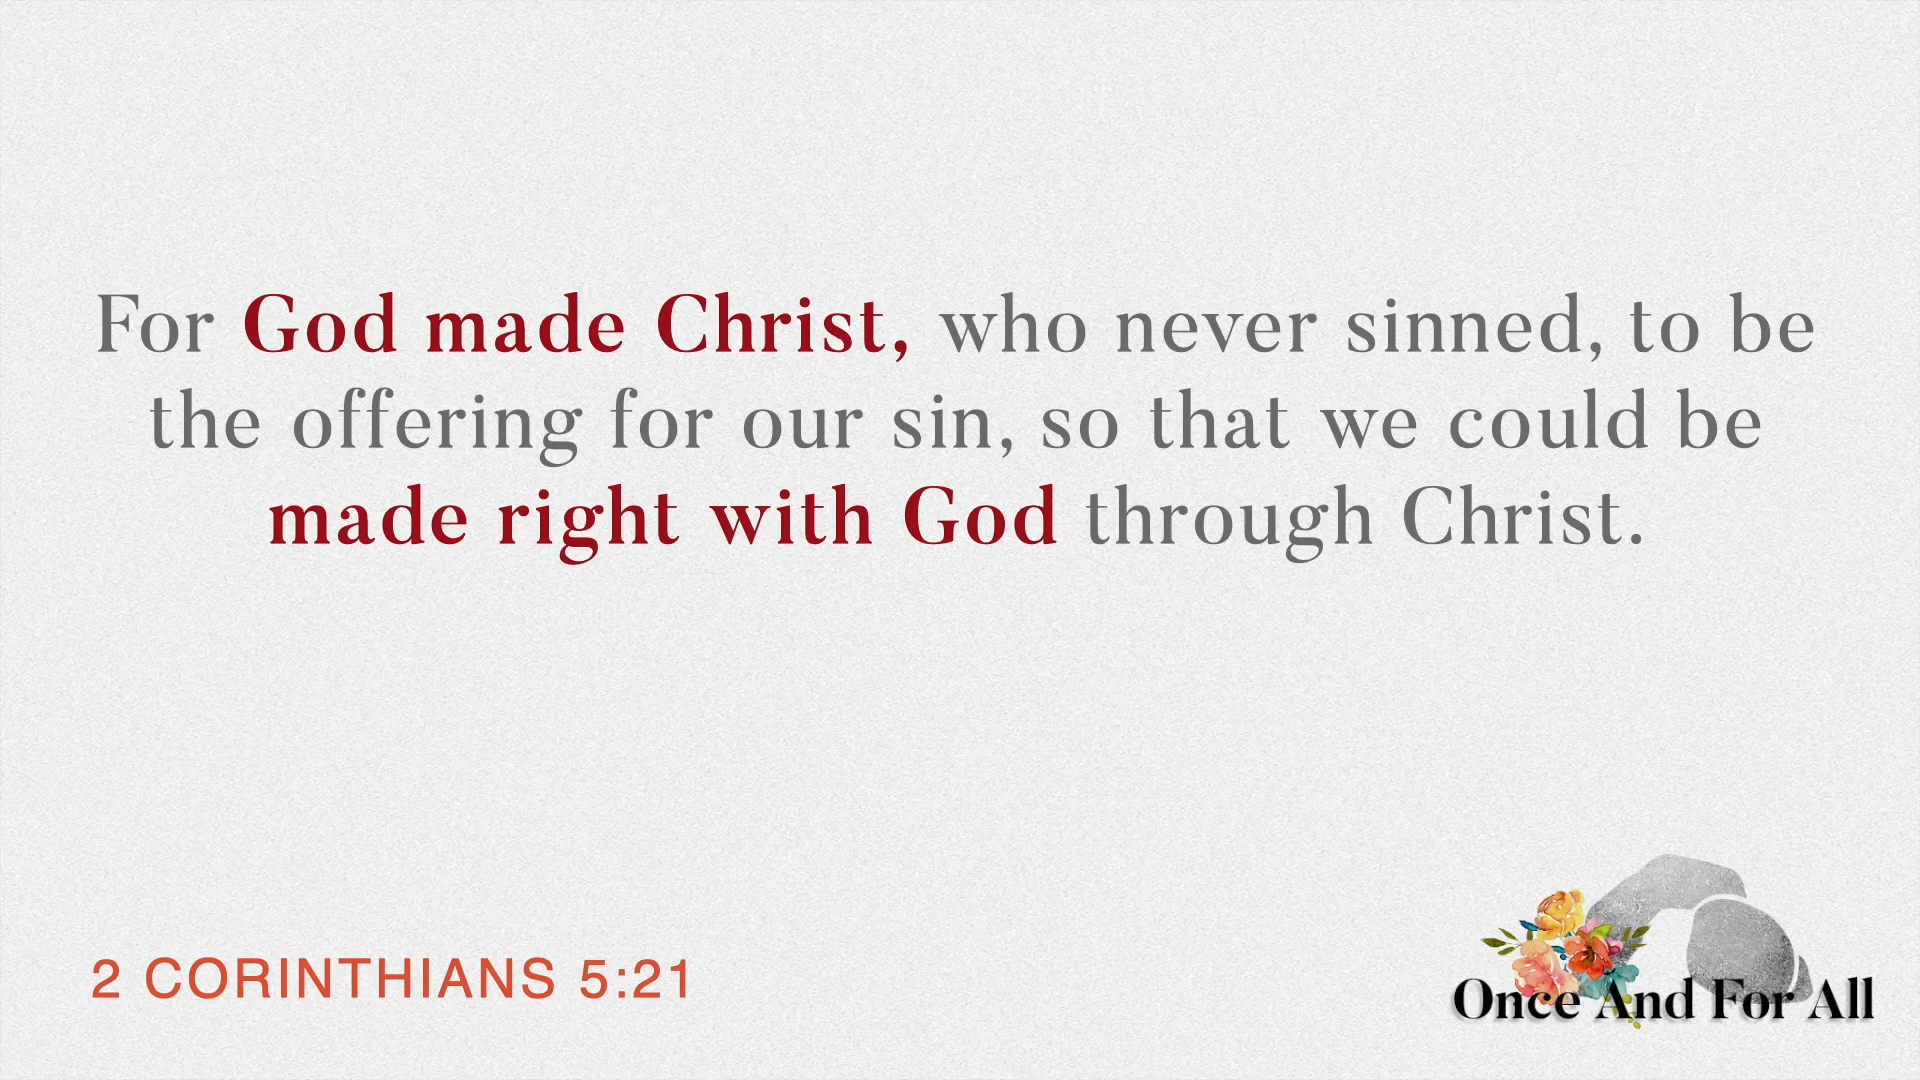 For God made Christ, who never sinned, to be
the offering for our sin, so that we could be
made right with God through Christ.
2 CORINTHIANS 5:21
Once And For All